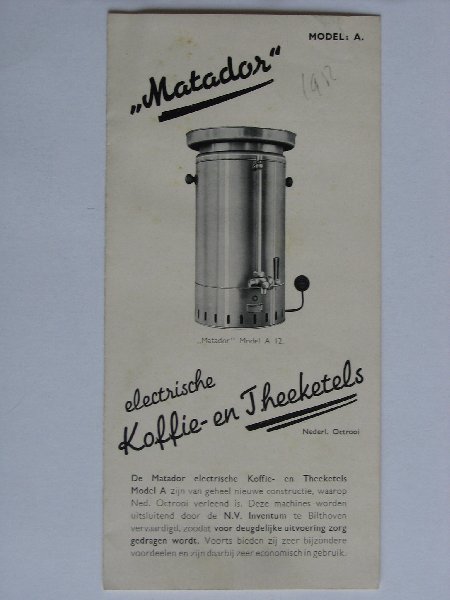 MODEL: A.
„Matador"
„Matador" Model A 12.
electrische
Koffie- en Theeketels
Nederl. Octrooi
De Matador electrische Koffie- en Theeketels
Model A zijn van geheel nieuwe constructie, waarop
Ned. Octrooi verleend is. Deze machines worden
uitsluitend door de N.V. Inventum te Bilthoven
vervaardigd, zoodat voor deugdelijke uitvoering zorg
gedragen wordt. Voorts bieden zij zeer bijzondere
voordeelen en zijn daarbij zeer economisch in gebruik.